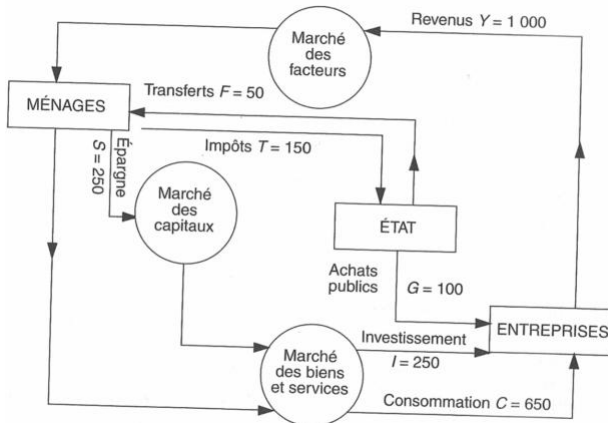 Revenus Y = 1 000
Marché
des
facteurs
Transferts F = 50
MÉNAGES
Impôts T = 150
Épargne
S = 250
Marché
des
capitaux
ÉTAT
Achats
publics
G = 100
ENTREPRISES
Investissement
I = 250
Marché
des biens
et services
Consommation C = 650